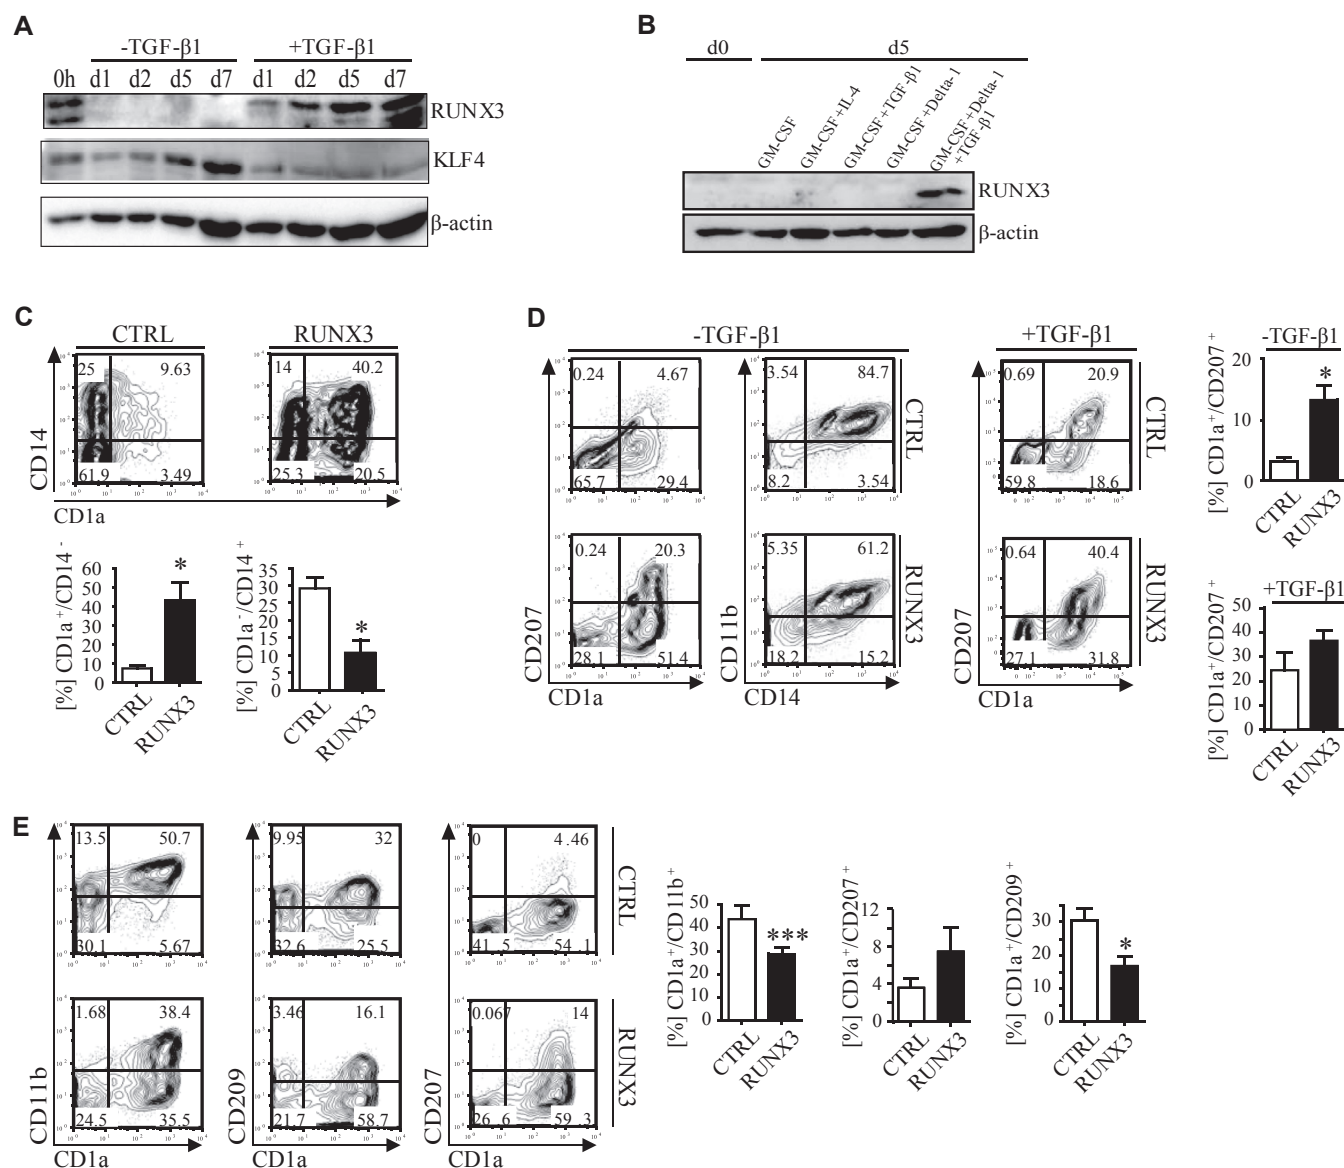 A
-TGF-β1 +TGF-β1
0h d1 d2 d5 d7 d1 d2 d5 d7
RUNX3
KLF4
β-actin
B
d0 d5
GM-CSF
GM-CSF+IL-4
GM-CSF+TGF-β1
GM-CSF+Delta-1
GM-CSF+Delta-1
+TGF-β1
RUNX3
β-actin
C
CTRL RUNX3
25 9.63
61.9 3.49
14 40.2
25.3 20.5
CD14
CD1a
[%] CD1a⁺/CD14⁻
60
50
40
30
20
10
0
*
CTRL
RUNX3
[%] CD1a⁻/CD14⁺
35
30
25
20
15
10
5
0
*
CTRL
RUNX3
D
-TGF-β1 +TGF-β1
0.24 4.67
65.7 29.4
3.54 84.7
8.2 3.54
CTRL
0.69 20.9
59.8 18.6
CTRL
0.24 20.3
28.1 51.4
5.35 61.2
18.2 15.2
RUNX3
0.64 40.4
27.1 31.8
RUNX3
CD207
CD1a
CD11b
CD14
CD207
CD1a
-TGF-β1
[%] CD1a⁺/CD207⁺
20
10
0
*
CTRL
RUNX3
+TGF-β1
[%] CD1a⁺/CD207⁺
50
40
30
20
10
0
CTRL
RUNX3
E
13.5 50.7
30.1 5.67
9.95 32
32.6 25.5
0 4.46
41.5 54.1
CTRL
1.68 38.4
24.5 35.5
3.46 16.1
21.7 58.7
0.067 14
26.6 59.3
RUNX3
CD11b
CD1a
CD209
CD1a
CD207
CD1a
[%] CD1a⁺/CD11b⁺
50
40
30
20
10
0
***
CTRL
RUNX3
[%] CD1a⁺/CD207⁺
12
8
4
0
CTRL
RUNX3
[%] CD1a⁺/CD209⁺
30
20
10
0
*
CTRL
RUNX3